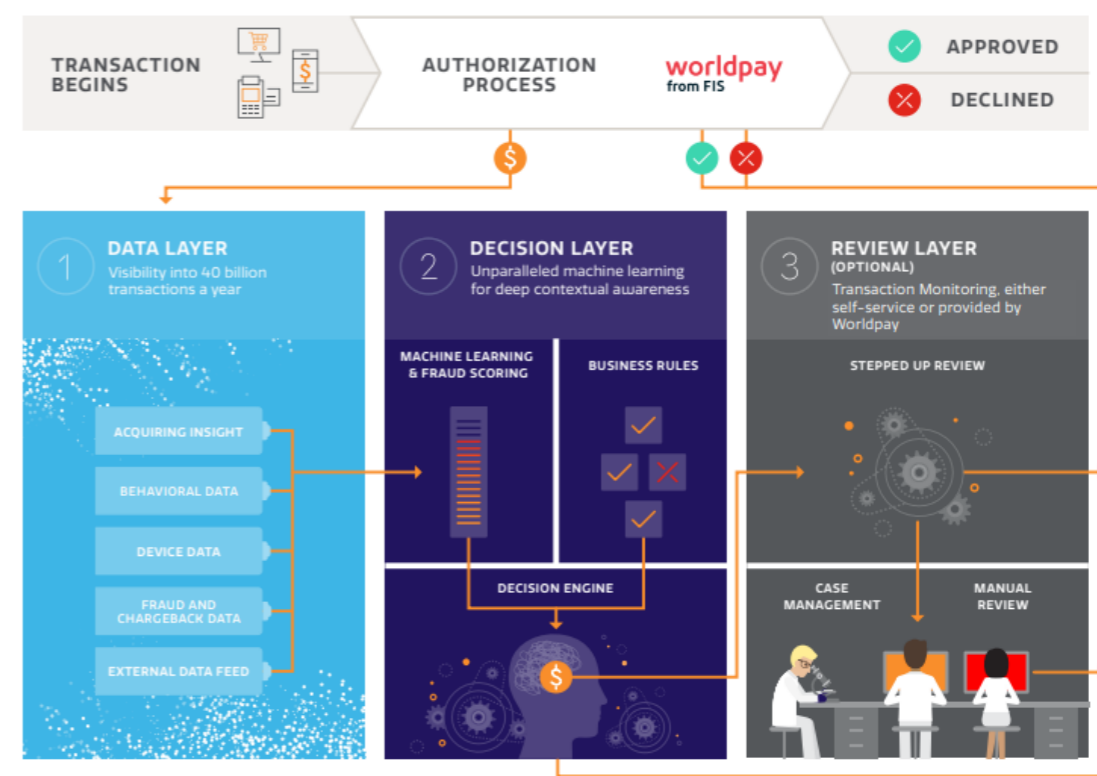 TRANSACTION
BEGINS
$
AUTHORIZATION
PROCESS
worldpay
from FIS
APPROVED
DECLINED
$
1
DATA LAYER
Visibility into 40 billion
transactions a year
ACQUIRING INSIGHT
BEHAVIORAL DATA
DEVICE DATA
FRAUD AND
CHARGEBACK DATA
EXTERNAL DATA FEED
2
DECISION LAYER
Unparalleled machine learning
for deep contextual awareness
MACHINE LEARNING
& FRAUD SCORING
BUSINESS RULES
DECISION ENGINE
$
3
REVIEW LAYER
(OPTIONAL)
Transaction Monitoring, either
self-service or provided by
Worldpay
STEPPED UP REVIEW
CASE
MANAGEMENT
MANUAL
REVIEW